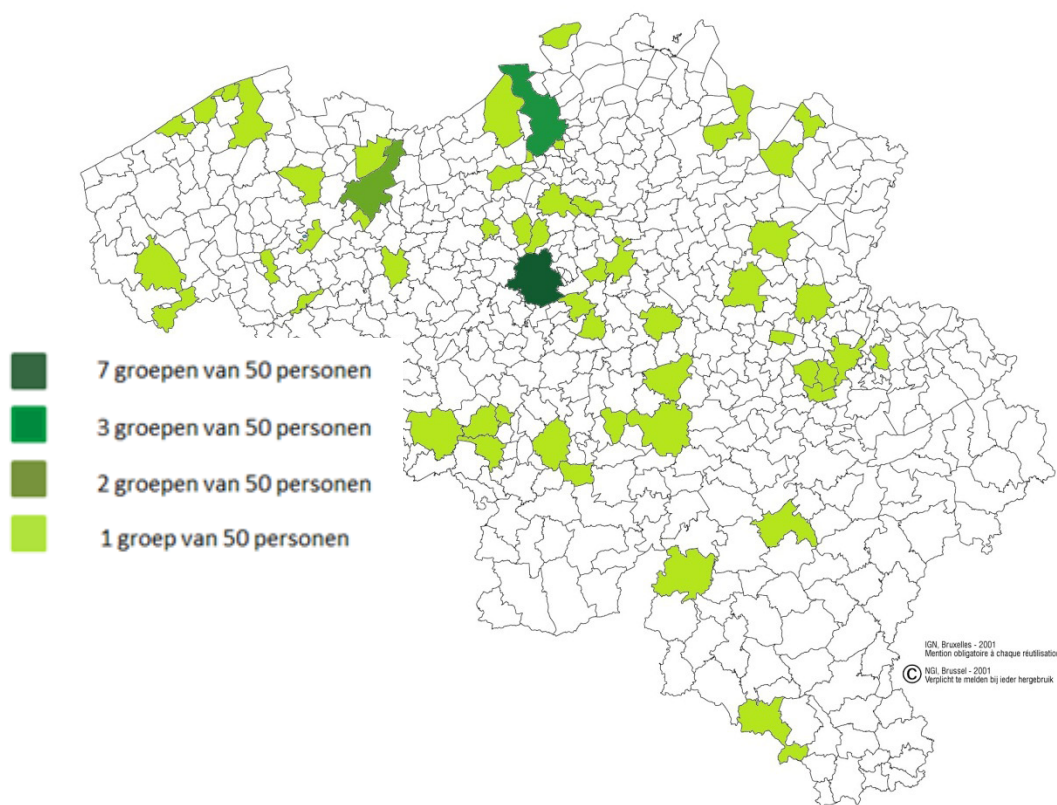 7 groepen van 50 personen
3 groepen van 50 personen
2 groepen van 50 personen
1 groep van 50 personen
IGN, Bruxelles - 2001
Mention obligatoire à chaque réutilisation
© NGI, Brussel - 2001
Verplicht te melden bij ieder hergebruik